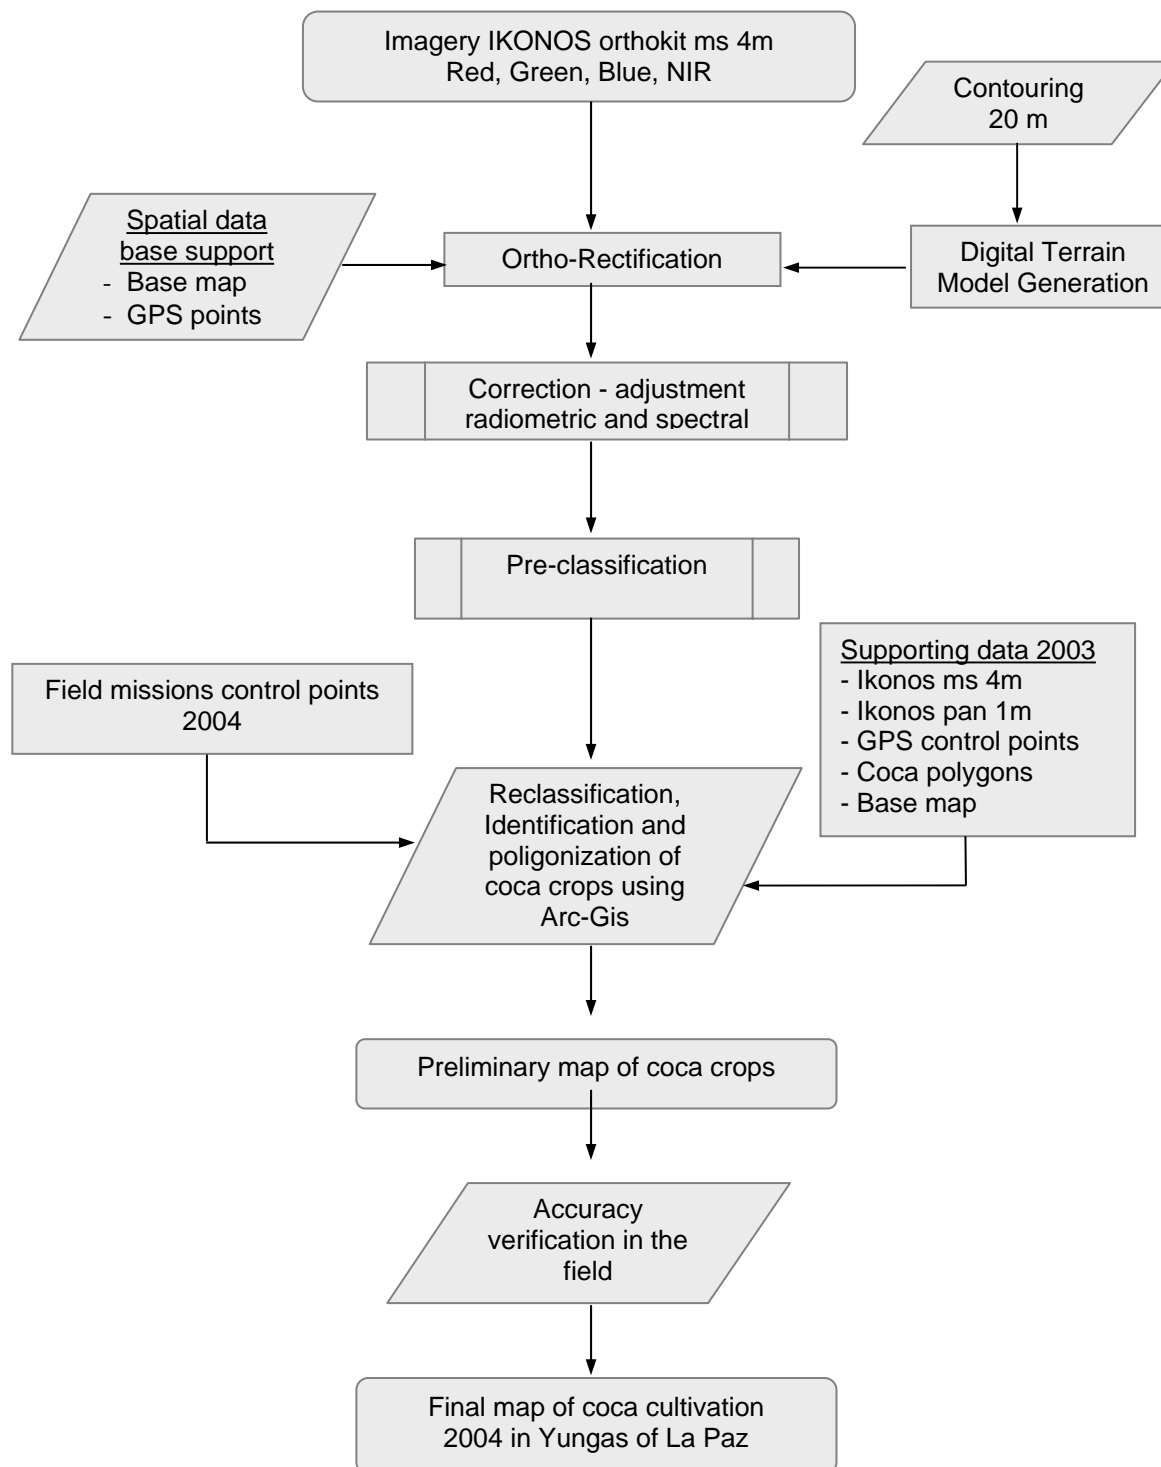 Imagery IKONOS orthokit ms 4m
Red, Green, Blue, NIR
Contouring
20 m
Spatial data
base support
- Base map
- GPS points
Ortho-Rectification
Digital Terrain
Model Generation
Correction - adjustment
radiometric and spectral
Pre-classification
Field missions control points
2004
Supporting data 2003
- Ikonos ms 4m
- Ikonos pan 1m
- GPS control points
- Coca polygons
- Base map
Reclassification,
Identification and
poligonization of
coca crops using
Arc-Gis
Preliminary map of coca crops
Accuracy
verification in the
field
Final map of coca cultivation
2004 in Yungas of La Paz